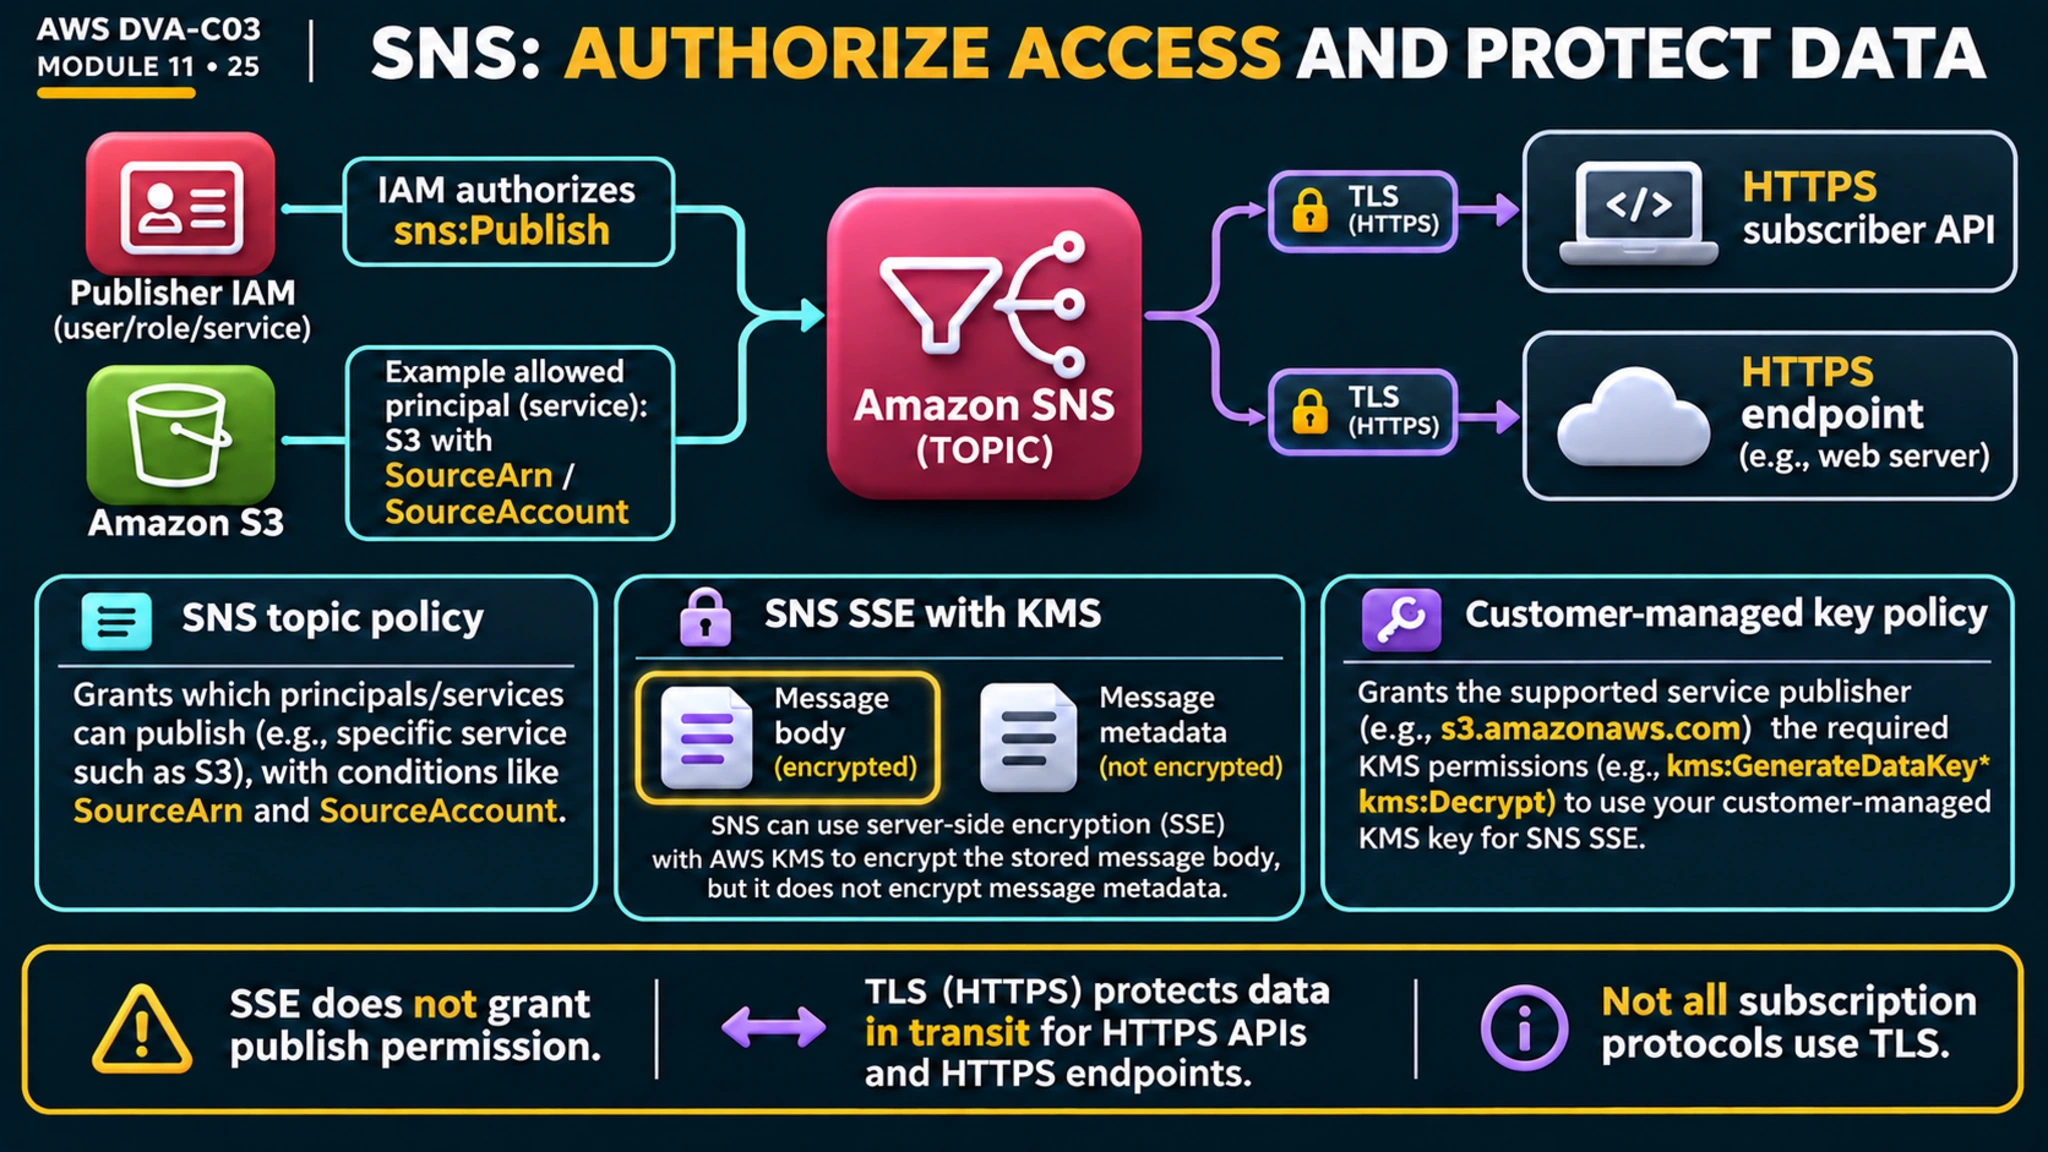 AWS DVA-C03
MODULE 11 • 25
SNS: AUTHORIZE ACCESS AND PROTECT DATA
Publisher IAM
(user/role/service)
IAM authorizes
sns:Publish
Amazon S3
Example allowed
principal (service):
S3 with
SourceArn /
SourceAccount
Amazon SNS
(TOPIC)
TLS
(HTTPS)
</>
HTTPS
subscriber API
TLS
(HTTPS)
HTTPS
endpoint
(e.g., web server)
SNS topic policy
Grants which principals/services
can publish (e.g., specific service
such as S3), with conditions like
SourceArn and SourceAccount.
SNS SSE with KMS
Message
body
(encrypted)
Message
metadata
(not encrypted)
SNS can use server-side encryption (SSE)
with AWS KMS to encrypt the stored message body,
but it does not encrypt message metadata.
Customer-managed key policy
Grants the supported service publisher
(e.g., s3.amazonaws.com) the required
KMS permissions (e.g., kms:GenerateDataKey*
kms:Decrypt) to use your customer-managed
KMS key for SNS SSE.
SSE does not grant
publish permission.
TLS (HTTPS) protects data
in transit for HTTPS APIs
and HTTPS endpoints.
Not all subscription
protocols use TLS.